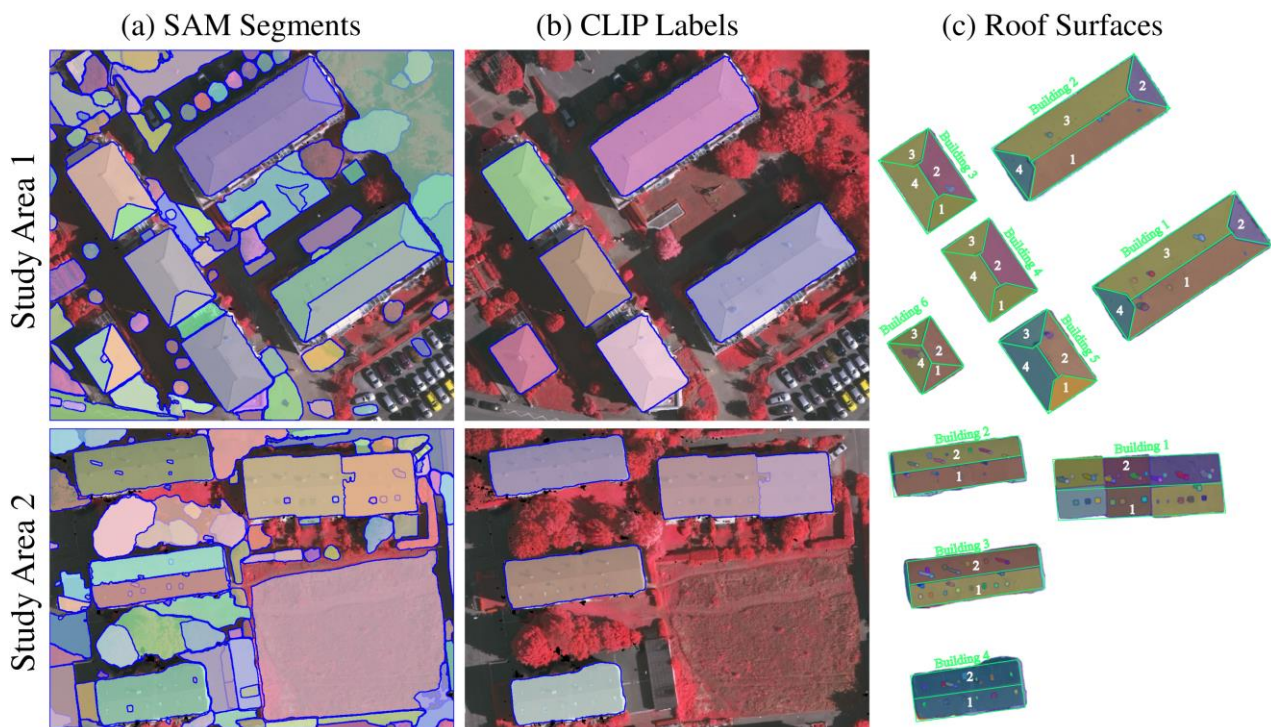 (a) SAM Segments
(b) CLIP Labels
(c) Roof Surfaces
Study Area 1
Building 2
2
3
1
4
Building 3
3
2
4
1
Building 1
2
3
1
4
Building 4
3
2
4
1
Building 6
3
2
4
1
Building 5
3
2
4
1
Study Area 2
Building 2
2
1
Building 1
2
1
Building 3
2
1
Building 4
2
1